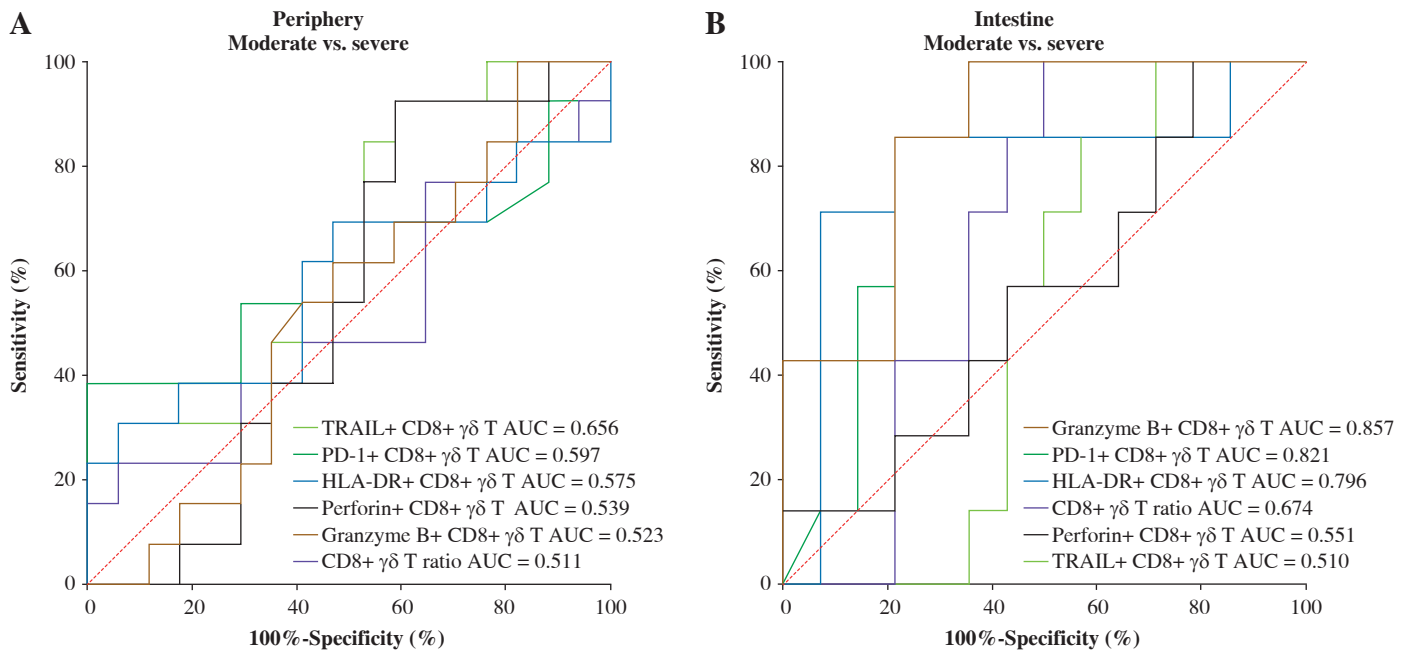 A
Periphery
Moderate vs. severe
100
80
60
40
20
0
Sensitivity (%)
TRAIL+ CD8+ γδ T AUC = 0.656
PD-1+ CD8+ γδ T AUC = 0.597
HLA-DR+ CD8+ γδ T AUC = 0.575
Perforin+ CD8+ γδ T AUC = 0.539
Granzyme B+ CD8+ γδ T AUC = 0.523
CD8+ γδ T ratio AUC = 0.511
0 20 40 60 80 100
100%-Specificity (%)
B
Intestine
Moderate vs. severe
100
80
60
40
20
0
Sensitivity (%)
Granzyme B+ CD8+ γδ T AUC = 0.857
PD-1+ CD8+ γδ T AUC = 0.821
HLA-DR+ CD8+ γδ T AUC = 0.796
CD8+ γδ T ratio AUC = 0.674
Perforin+ CD8+ γδ T AUC = 0.551
TRAIL+ CD8+ γδ T AUC = 0.510
0 20 40 60 80 100
100%-Specificity (%)